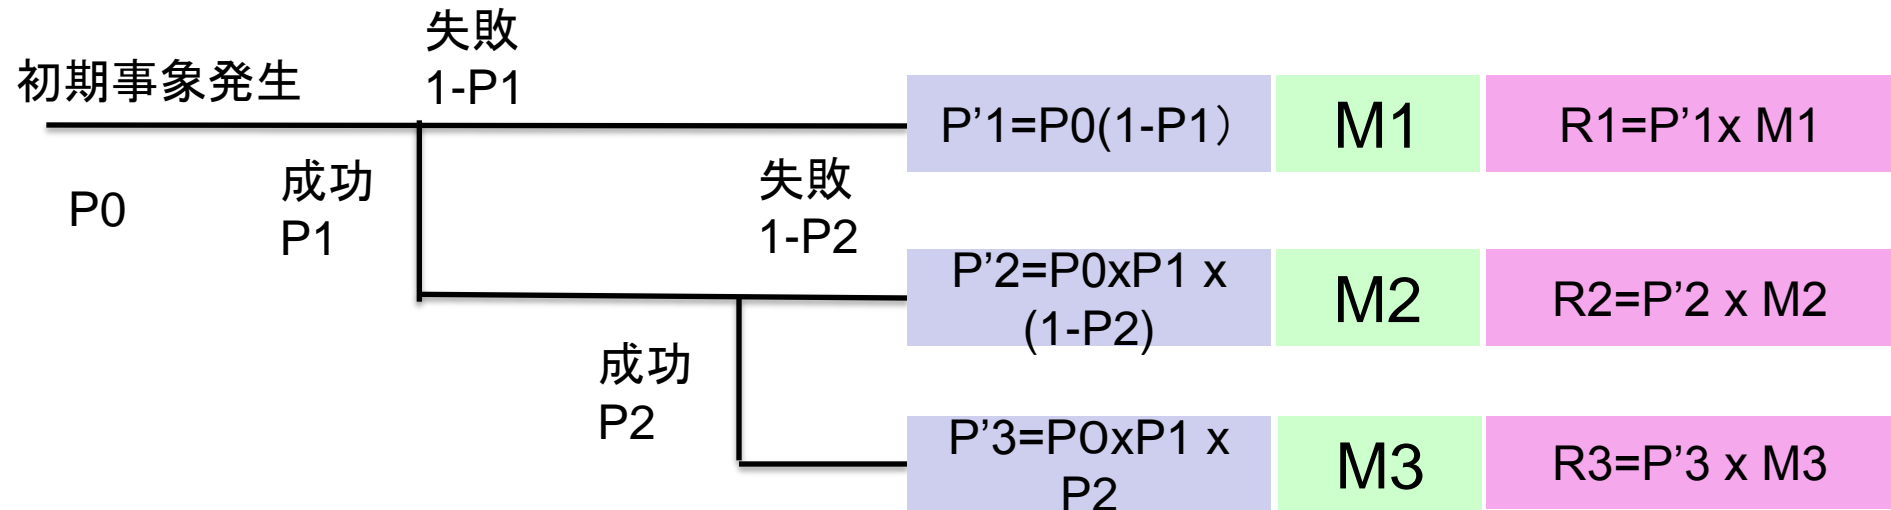 失敗
1-P1
初期事象発生
P'1=P0(1-P1）
M1
R1=P'1x M1
成功
P1
P0
失敗
1-P2
P'2=P0xP1 x
(1-P2)
M2
R2=P'2 x M2
成功
P2
P'3=POxP1 x
P2
M3
R3=P'3 x M3